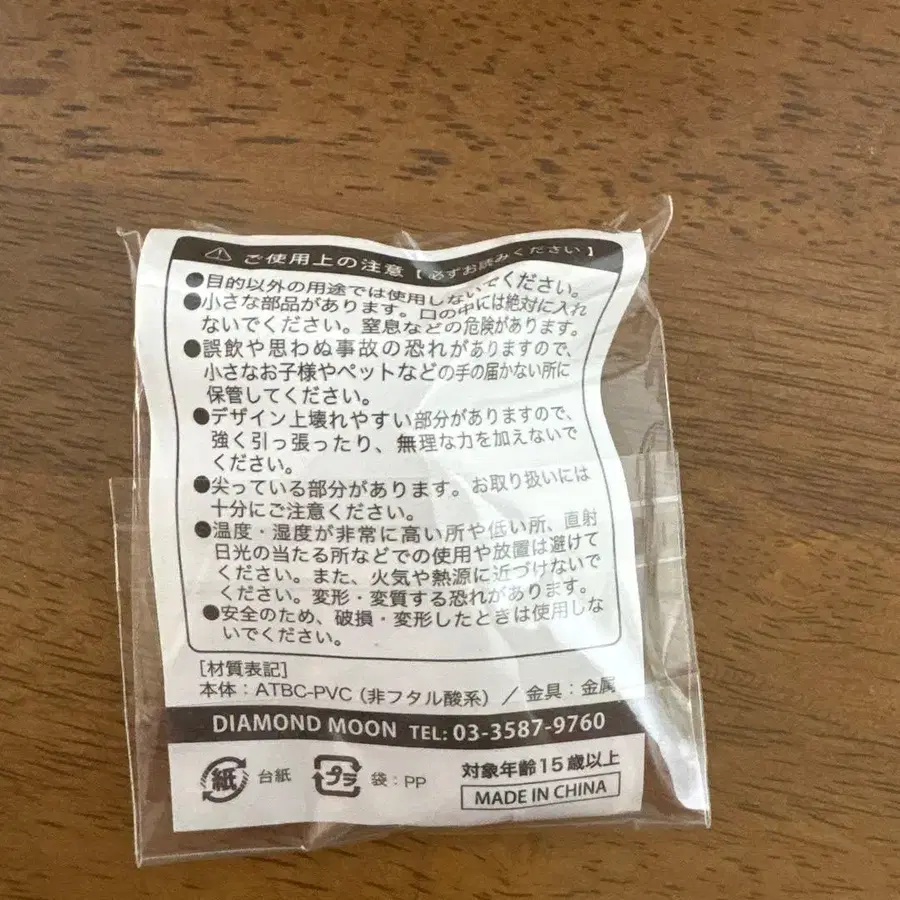 ご使用上の注意【必ずお読みください】
●目的以外の用途では使用しないでください。
●小さな部品があります。口の中には絶対に入れ
ないでください。窒息などの危険があります。
●誤飲や思わぬ事故の恐れがありますので、
小さなお子様やペットなどの手の届かない所に
保管してください。
●デザイン上壊れやすい部分がありますので、
強く引っ張ったり、無理な力を加えないで
ください。
●尖っている部分があります。お取り扱いには
十分にご注意ください。
●温度・湿度が非常に高い所や低い所、直射
日光の当たる所などでの使用や放置は避けて
ください。また、火気や熱源に近づけないで
ください。変形・変質する恐れがあります。
●安全のため、破損・変形したときは使用しな
いでください。
[材質表記]
本体：ATBC-PVC（非フタル酸系）／金具：金属
DIAMOND MOON TEL: 03-3587-9760
紙 台紙 プラ 袋：PP 対象年齢15歳以上
MADE IN CHINA